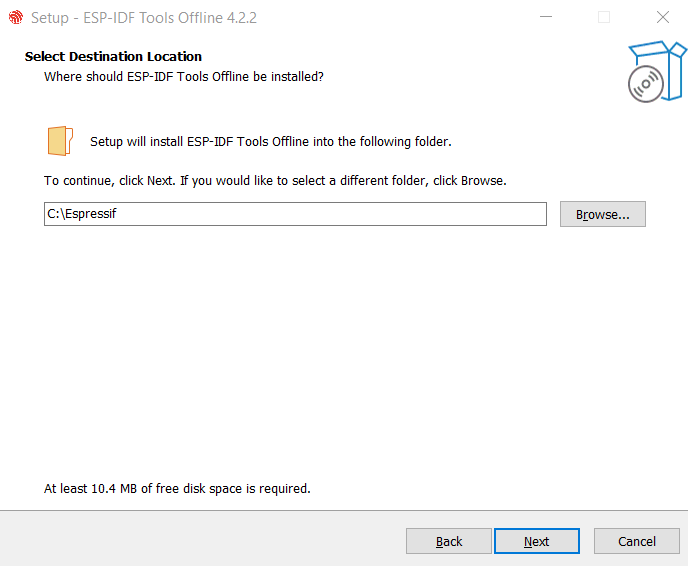 Setup - ESP-IDF Tools Offline 4.2.2
Select Destination Location
Where should ESP-IDF Tools Offline be installed?
Setup will install ESP-IDF Tools Offline into the following folder.
To continue, click Next. If you would like to select a different folder, click Browse.
C:\Espressif
Browse...
At least 10.4 MB of free disk space is required.
Back
Next
Cancel